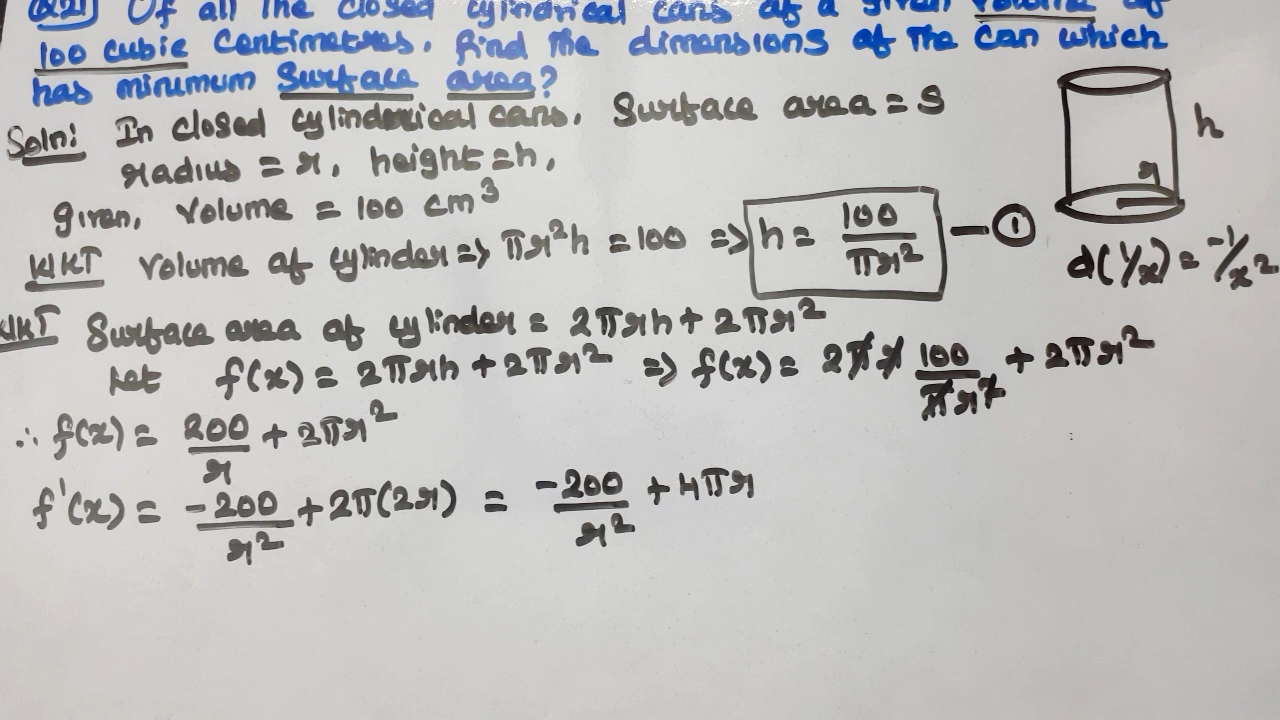 Q21) Of all the closed cylindrical cans of a given volume of
100 cubic centimetres, find the dimensions of the can which
has minimum surface area?
Soln: In closed cylindrical cans, Surface area = S
radius = r, height = h,
given, volume = 100 cm³
WKT volume of cylinder => πr²h = 100 => h = 100/πr² — ①
h
r
d(1/x) = -1/x²
WKT Surface area of cylinder = 2πrh + 2πr²
Let f(x) = 2πrh + 2πr² => f(x) = 2πr 100/πr² + 2πr²
∴ f(x) = 200/r + 2πr²
f'(x) = -200/r² + 2π(2r) = -200/r² + 4πr